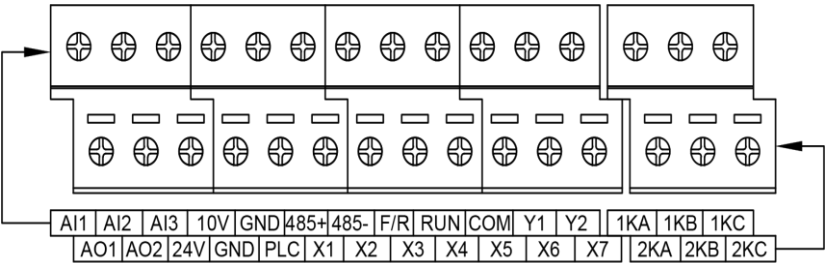 AI1 AI2 AI3 10V GND 485+ 485- F/R RUN COM Y1 Y2 1KA 1KB 1KC
AO1 AO2 24V GND PLC X1 X2 X3 X4 X5 X6 X7 2KA 2KB 2KC